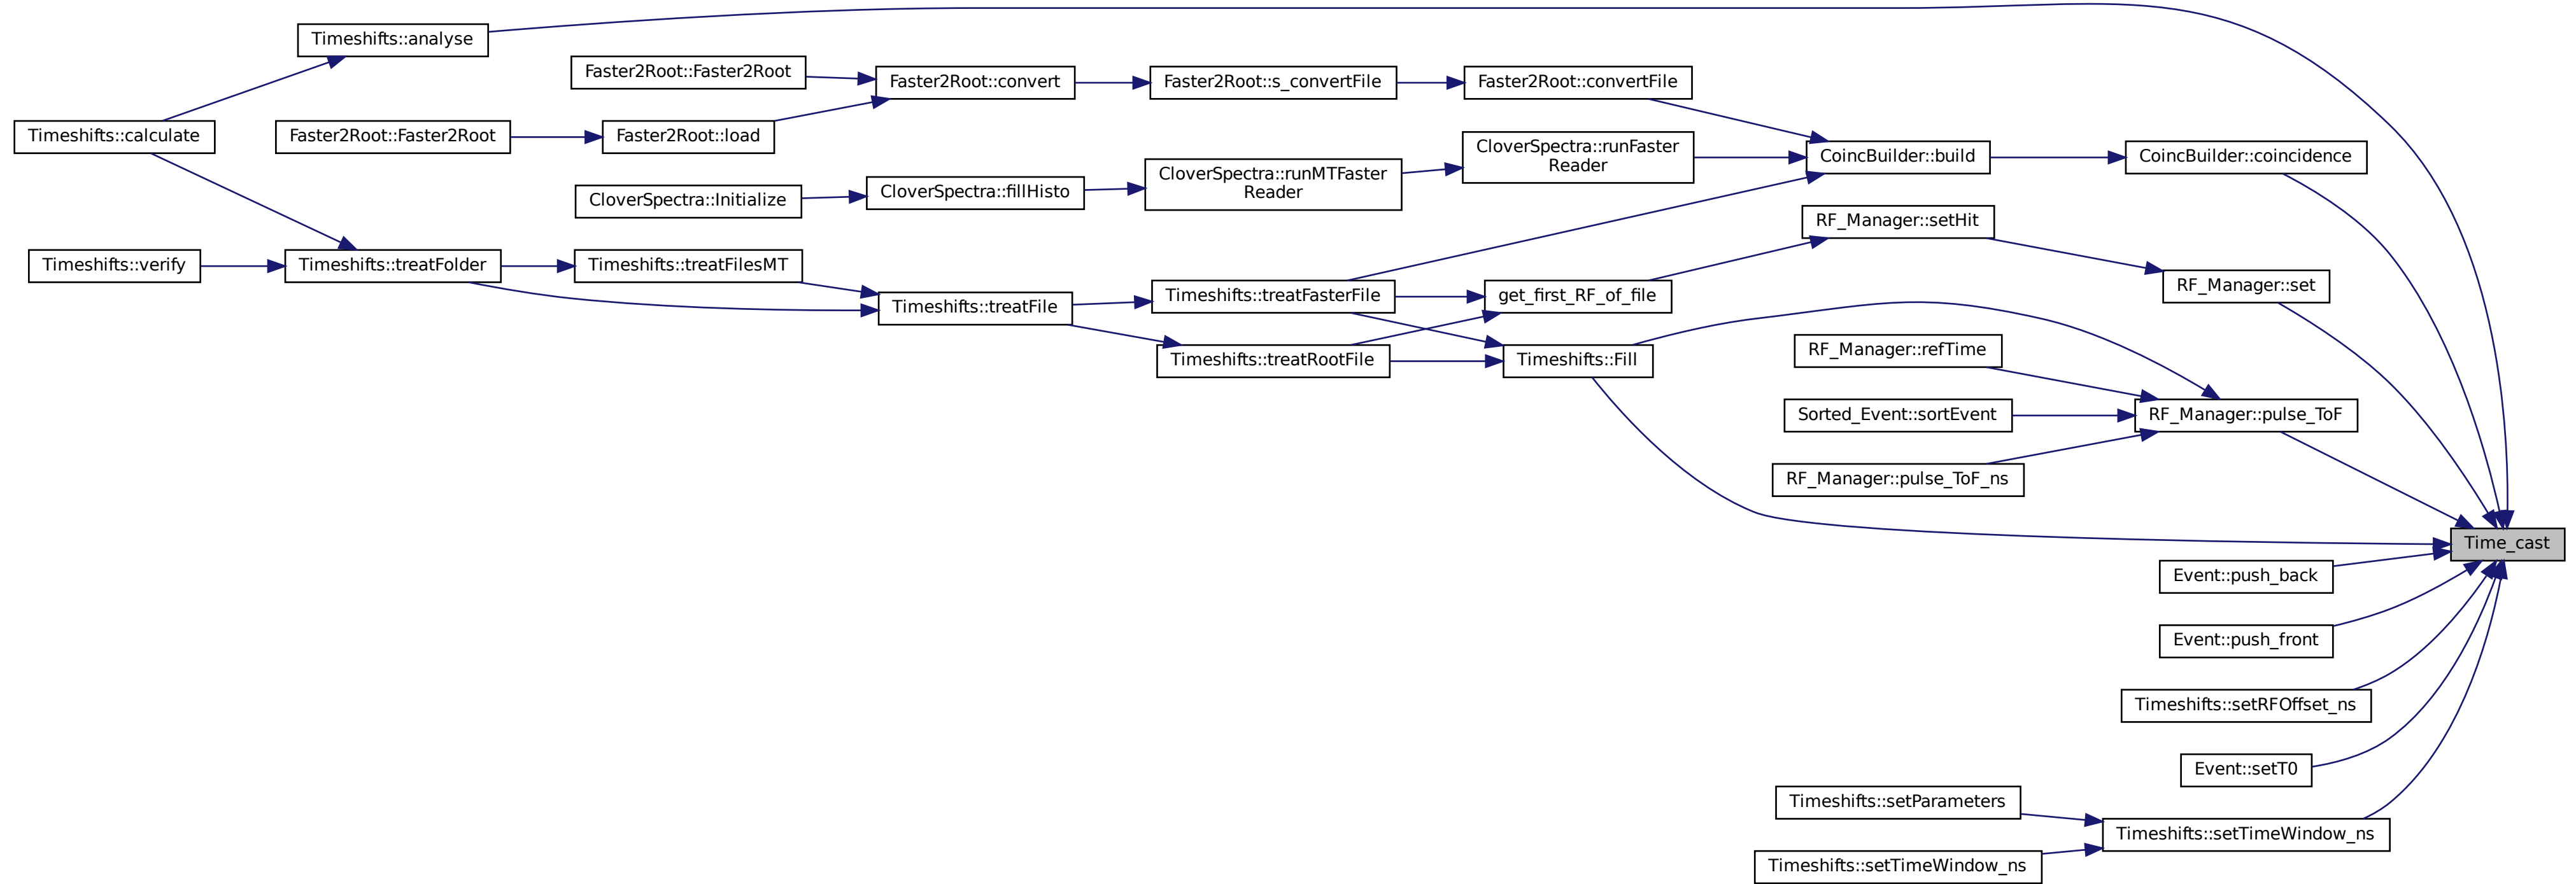 Timeshifts::analyse
Faster2Root::Faster2Root
Faster2Root::convert
Faster2Root::s_convertFile
Faster2Root::convertFile
Timeshifts::calculate
Faster2Root::Faster2Root
Faster2Root::load
CloverSpectra::runFaster
Reader
CoincBuilder::build
CoincBuilder::coincidence
CloverSpectra::runMTFaster
Reader
CloverSpectra::fillHisto
CloverSpectra::Initialize
RF_Manager::setHit
Timeshifts::verify
Timeshifts::treatFolder
Timeshifts::treatFilesMT
RF_Manager::set
Timeshifts::treatFile
Timeshifts::treatFasterFile
get_first_RF_of_file
Timeshifts::treatRootFile
Timeshifts::Fill
RF_Manager::refTime
Sorted_Event::sortEvent
RF_Manager::pulse_ToF
RF_Manager::pulse_ToF_ns
Time_cast
Event::push_back
Event::push_front
Timeshifts::setRFOffset_ns
Event::setT0
Timeshifts::setParameters
Timeshifts::setTimeWindow_ns
Timeshifts::setTimeWindow_ns